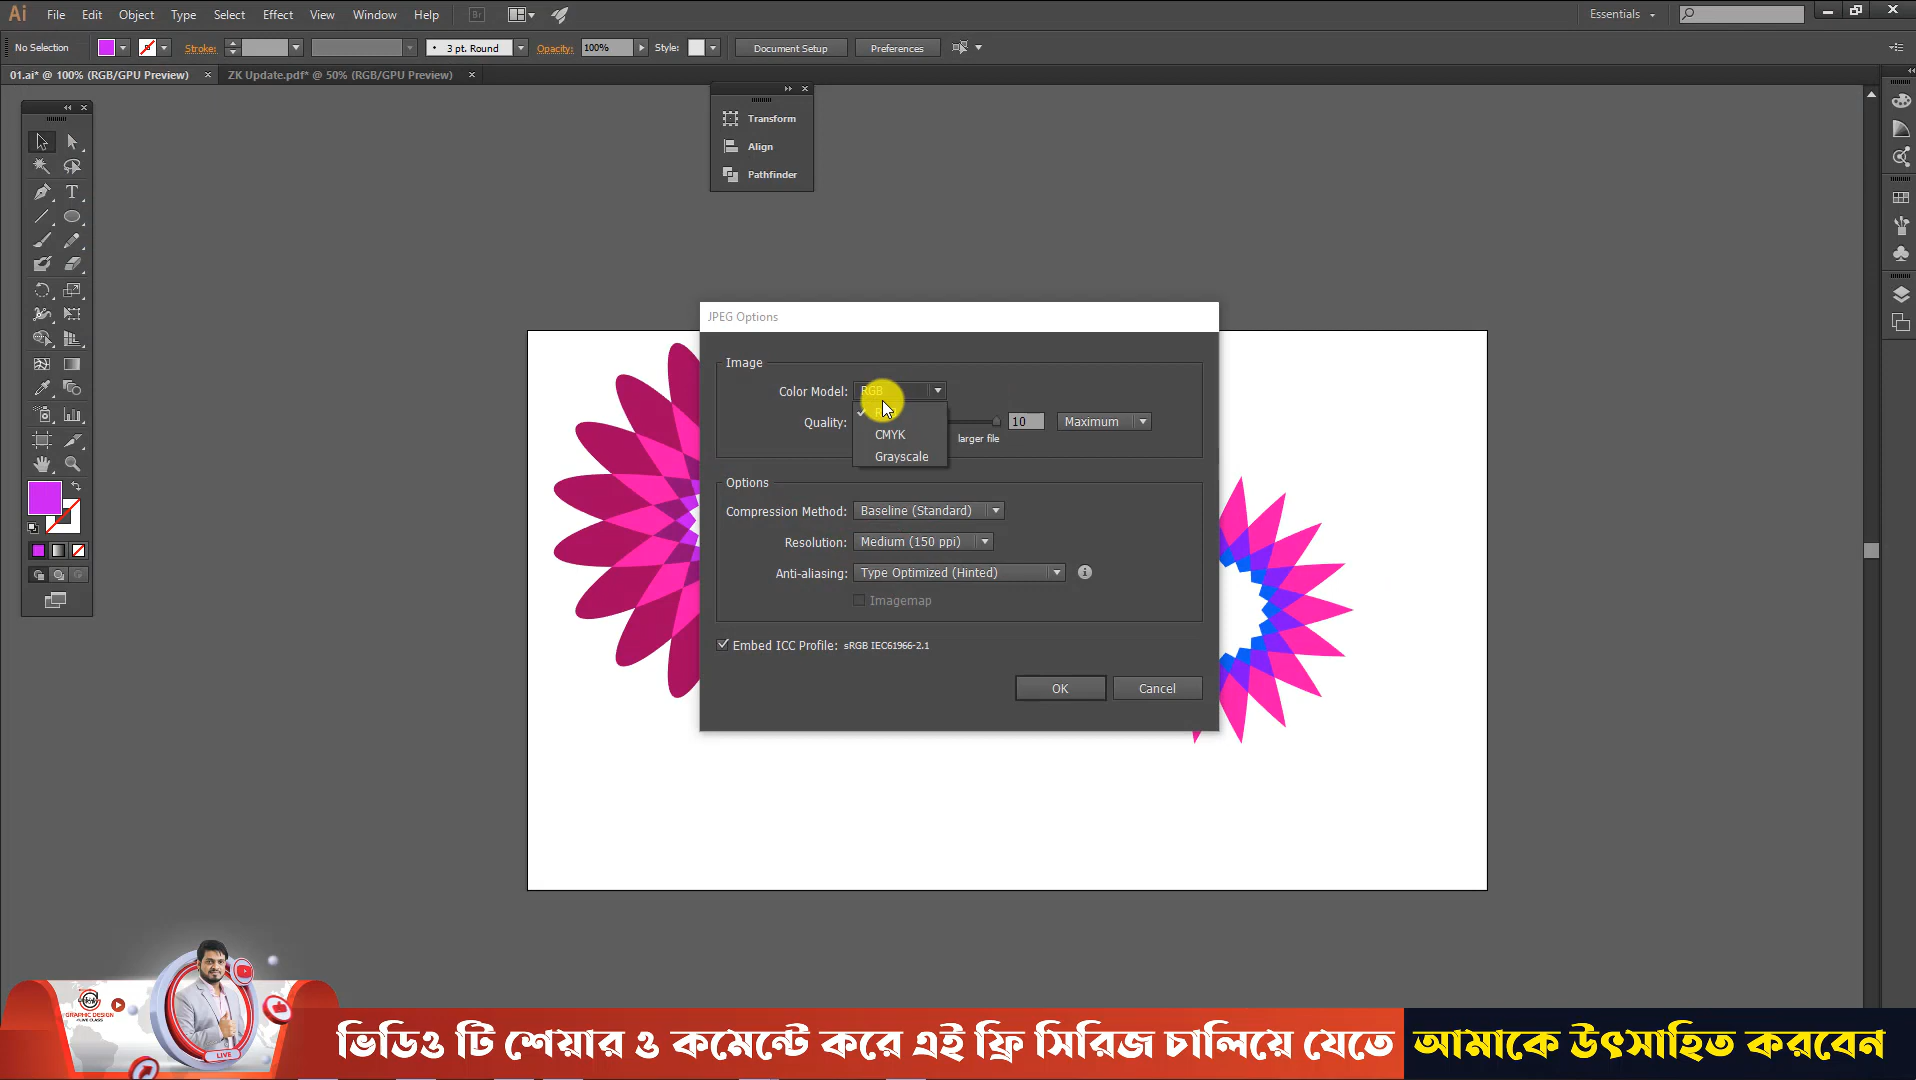 Ai File Edit Object Type Select Effect View Window Help Br Essentials
No Selection Stroke: 3 pt. Round Opacity: 100% Style: Document Setup Preferences
01.ai* @ 100% (RGB/GPU Preview) ZK Update.pdf* @ 50% (RGB/GPU Preview)
Transform
Align
Pathfinder
JPEG Options
Image
Color Model: RGB
Quality: 10 Maximum
CMYK
larger file
Grayscale
Options
Compression Method: Baseline (Standard)
Resolution: Medium (150 ppi)
Anti-aliasing: Type Optimized (Hinted)
Imagemap
Embed ICC Profile: sRGB IEC61966-2.1
OK Cancel
GRAPHIC DESIGN
LIVE CLASS
LIVE
ভিডিও টি শেয়ার ও কমেন্টে করে এই ফ্রি সিরিজ চালিয়ে যেতে আমাকে উৎসাহিত করবেন